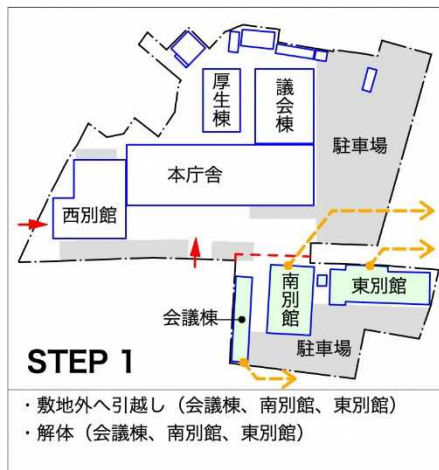 厚生棟
議会棟
駐車場
本庁舎
西別館
南別館
東別館
会議棟
駐車場
STEP 1
・敷地外へ引越し（会議棟、南別館、東別館）
・解体（会議棟、南別館、東別館）